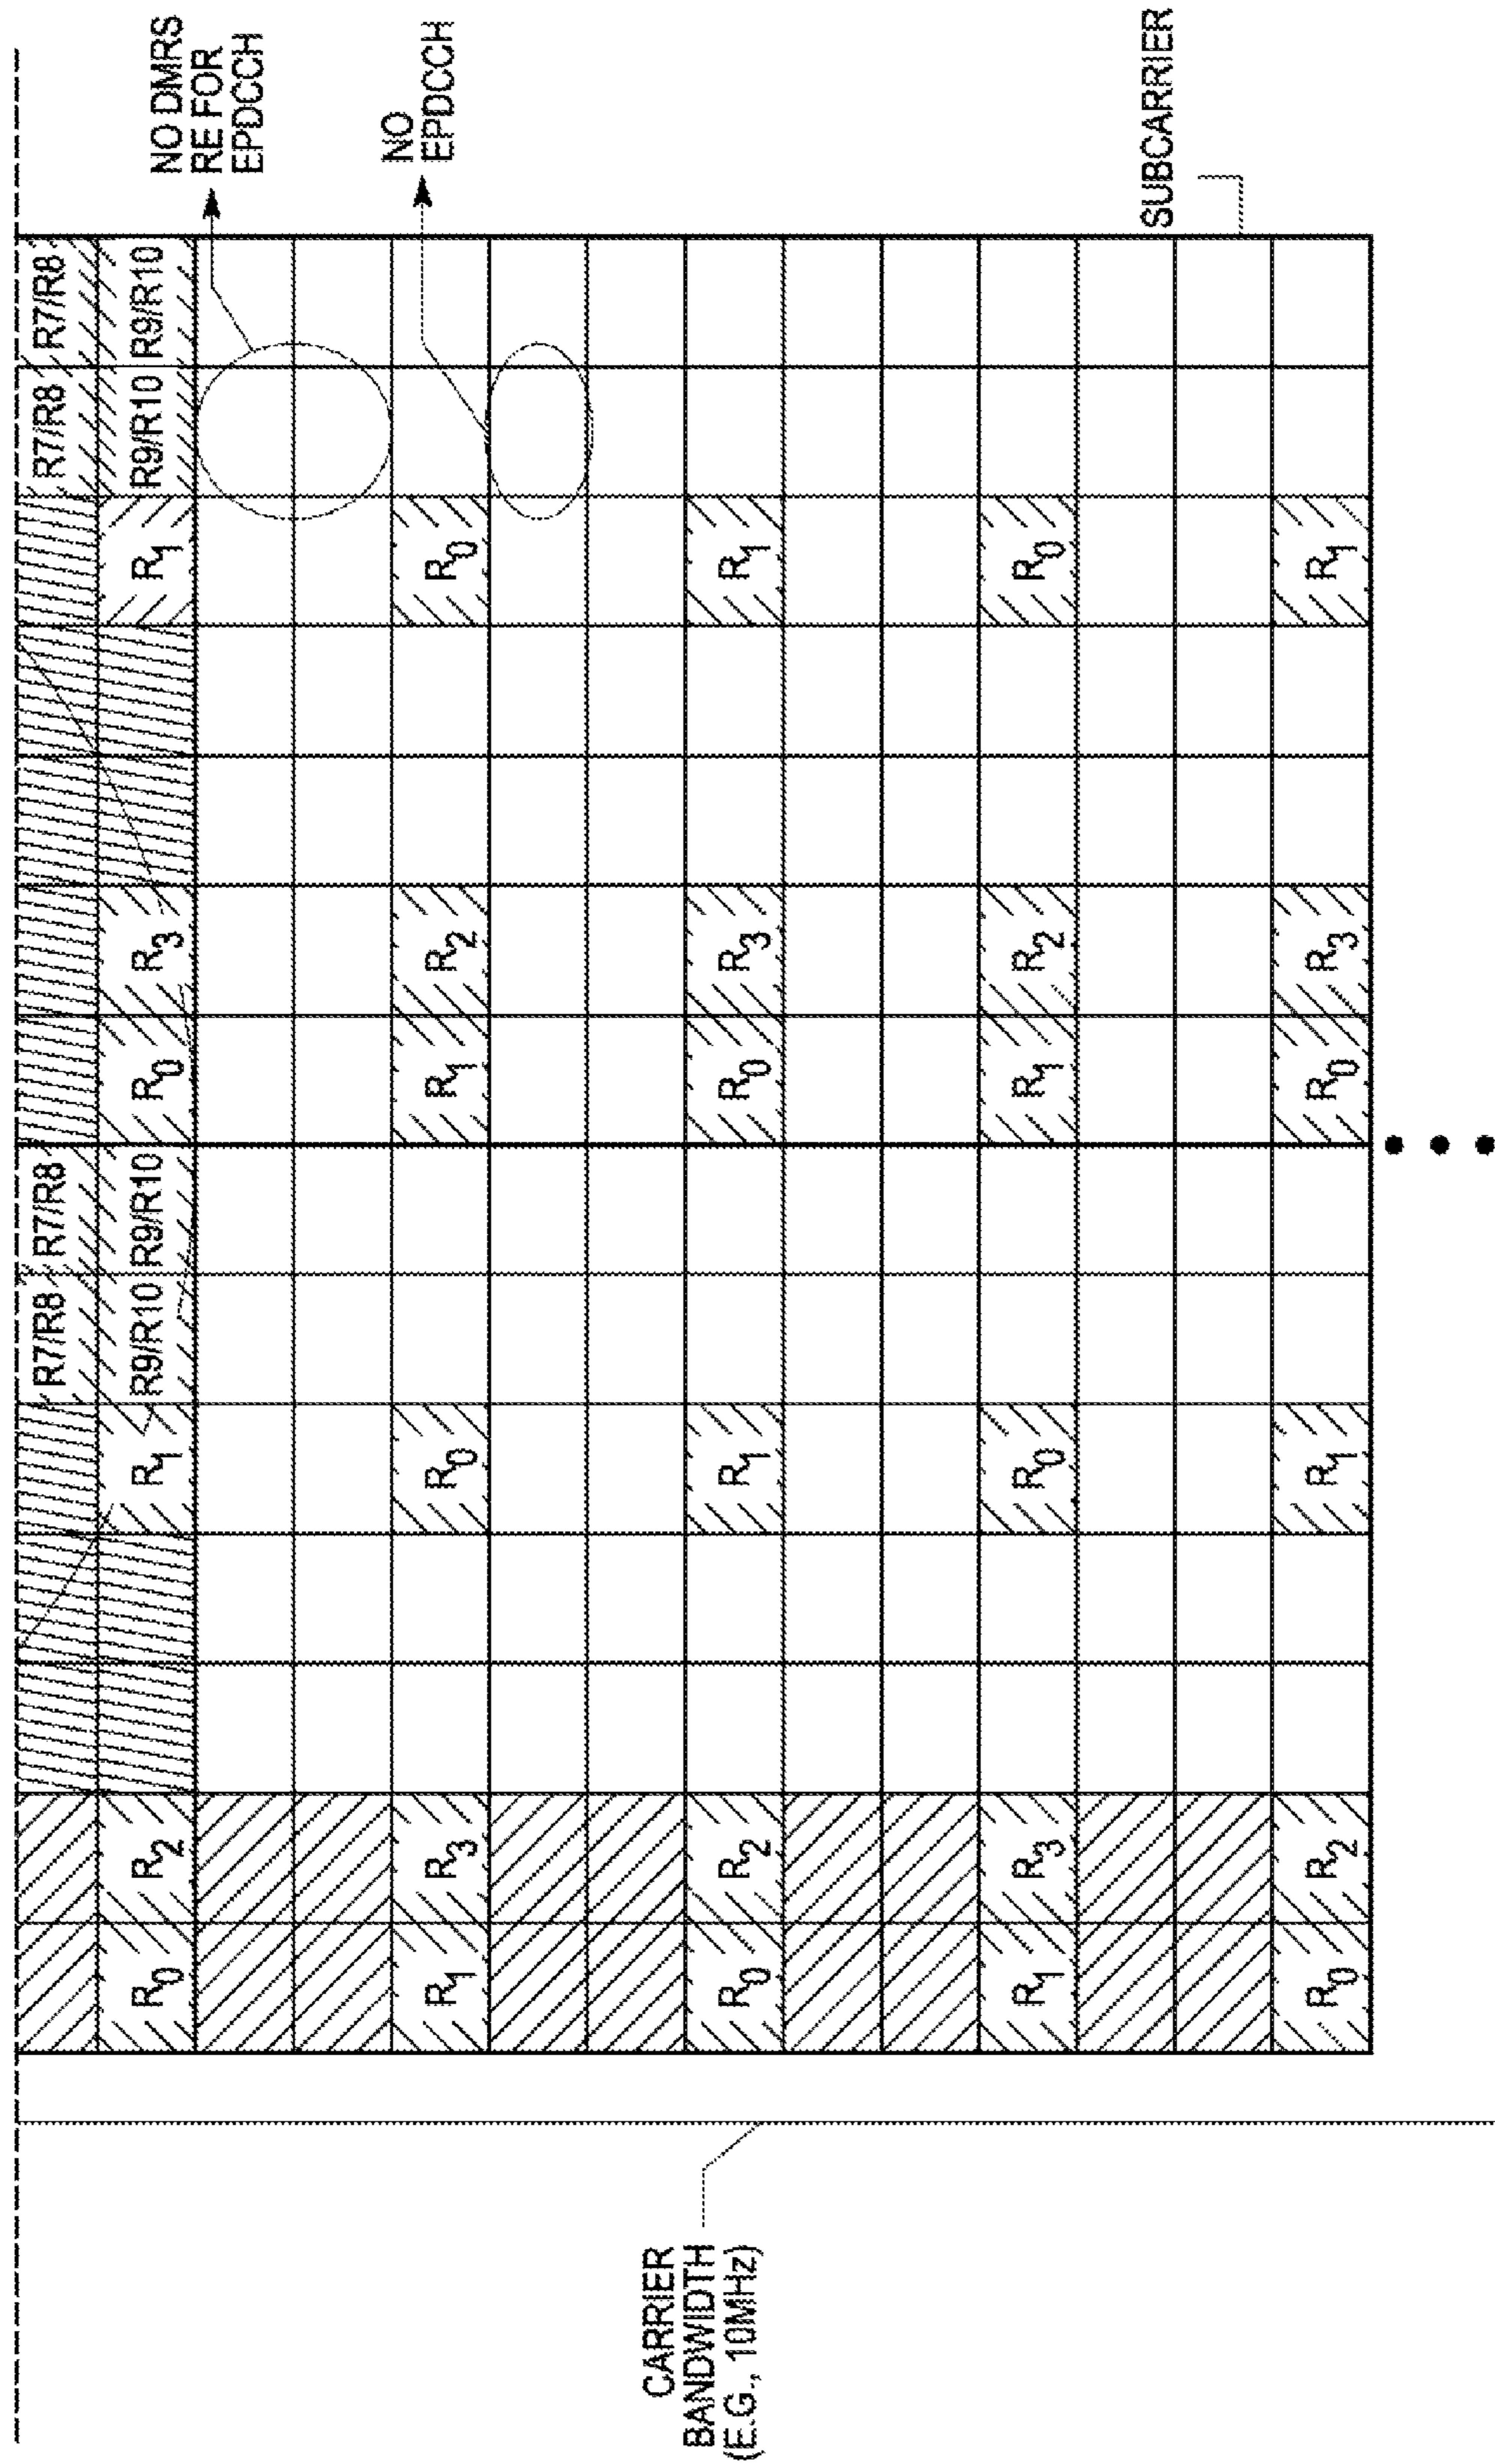 R7/R8 R7/R8 R7/R8 R7/R8
R0 R2 R1 R9/R10 R9/R10 R0 R3 R1 R9/R10 R9/R10
NO DMRS
RE FOR
EPDCCH
NO
EPDCCH
R1 R3 R0 R1 R2 R0
CARRIER
BANDWIDTH
(E.G., 10MHz)
R0 R2 R1 R0 R3 R1
R1 R3 R0 R1 R2 R0
SUBCARRIER
R0 R2 R1 R0 R3 R1